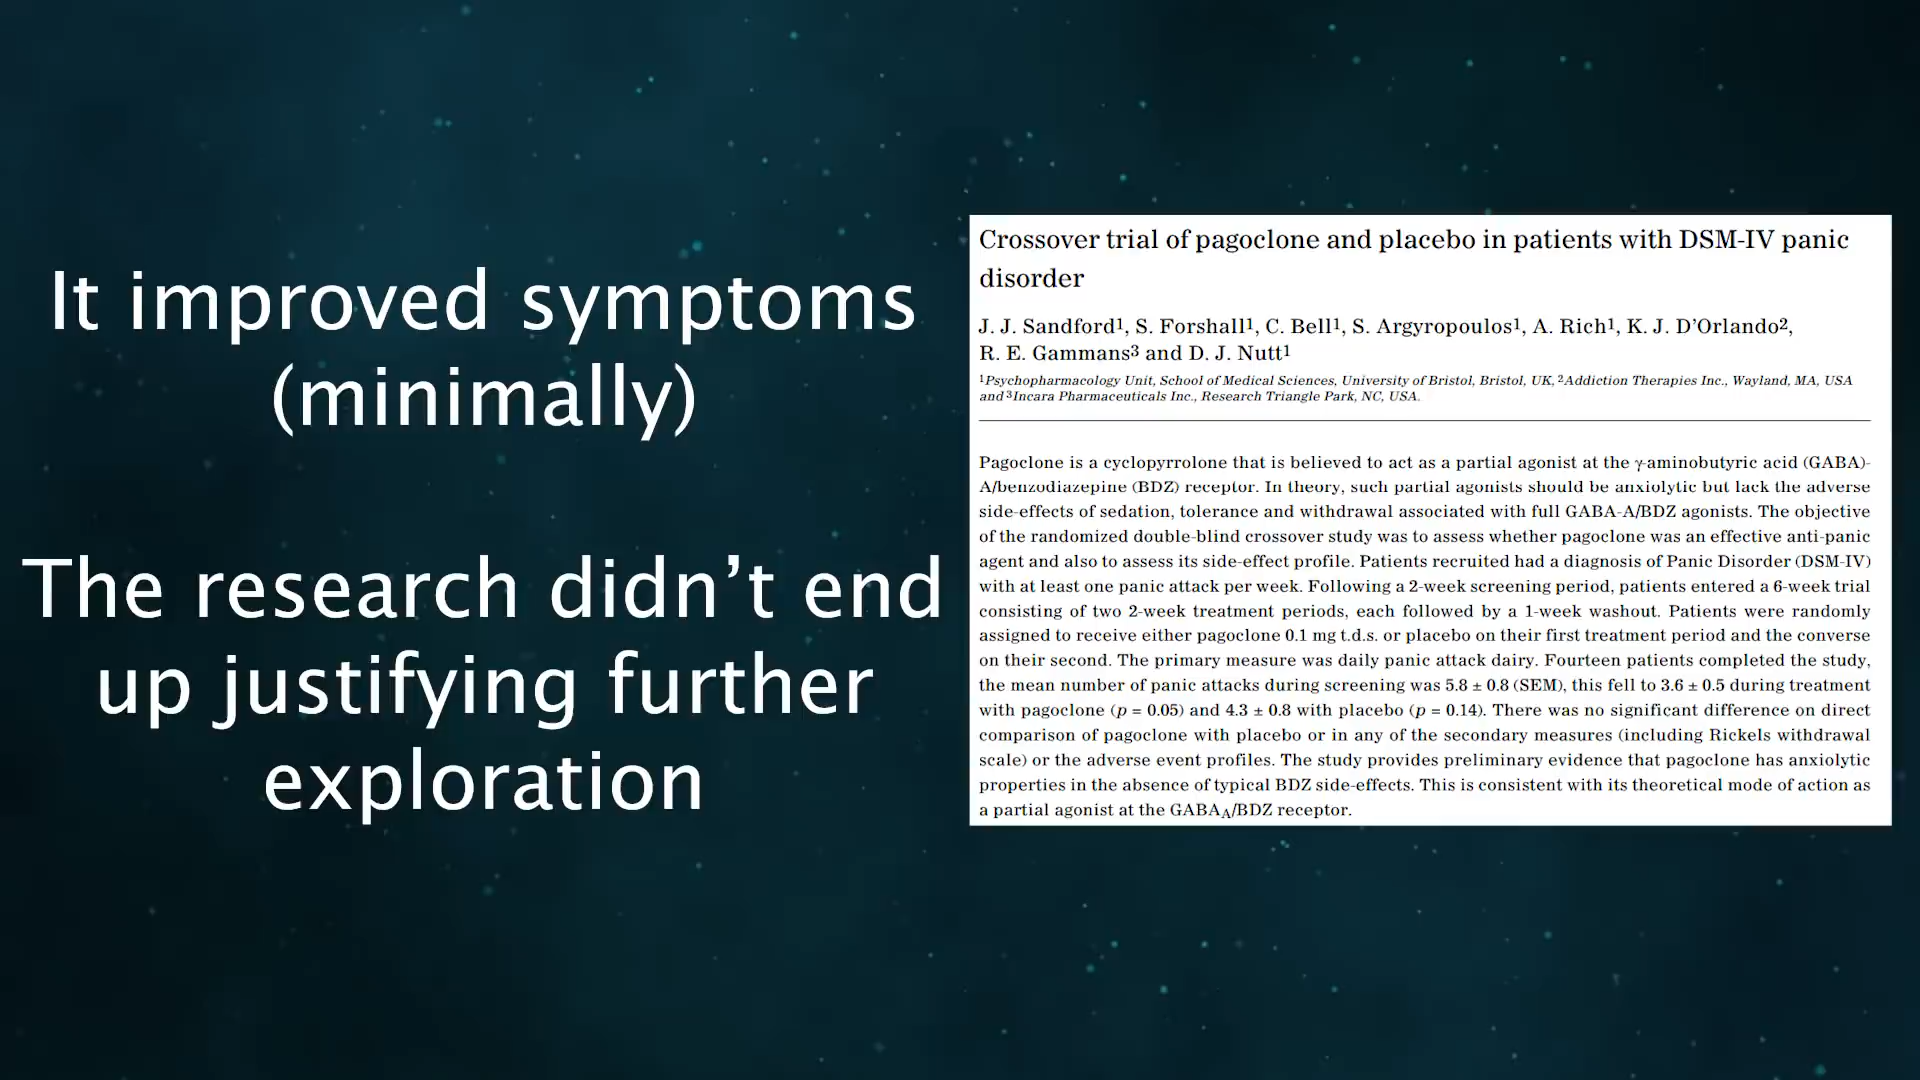 It improved symptoms
(minimally)
The research didn’t end
up justifying further
exploration
Crossover trial of pagoclone and placebo in patients with DSM-IV panic
disorder
J. J. Sandford¹, S. Forshall¹, C. Bell¹, S. Argyropoulos¹, A. Rich¹, K. J. D’Orlando²,
R. E. Gammans³ and D. J. Nutt¹
¹Psychopharmacology Unit, School of Medical Sciences, University of Bristol, Bristol, UK, ²Addiction Therapies Inc., Wayland, MA, USA
and ³Incara Pharmaceuticals Inc., Research Triangle Park, NC, USA.
Pagoclone is a cyclopyrrolone that is believed to act as a partial agonist at the γ-aminobutyric acid (GABA)-
A/benzodiazepine (BDZ) receptor. In theory, such partial agonists should be anxiolytic but lack the adverse
side-effects of sedation, tolerance and withdrawal associated with full GABA-A/BDZ agonists. The objective
of the randomized double-blind crossover study was to assess whether pagoclone was an effective anti-panic
agent and also to assess its side-effect profile. Patients recruited had a diagnosis of Panic Disorder (DSM-IV)
with at least one panic attack per week. Following a 2-week screening period, patients entered a 6-week trial
consisting of two 2-week treatment periods, each followed by a 1-week washout. Patients were randomly
assigned to receive either pagoclone 0.1 mg t.d.s. or placebo on their first treatment period and the converse
on their second. The primary measure was daily panic attack dairy. Fourteen patients completed the study,
the mean number of panic attacks during screening was 5.8 ± 0.8 (SEM), this fell to 3.6 ± 0.5 during treatment
with pagoclone (p = 0.05) and 4.3 ± 0.8 with placebo (p = 0.14). There was no significant difference on direct
comparison of pagoclone with placebo or in any of the secondary measures (including Rickels withdrawal
scale) or the adverse event profiles. The study provides preliminary evidence that pagoclone has anxiolytic
properties in the absence of typical BDZ side-effects. This is consistent with its theoretical mode of action as
a partial agonist at the GABA_A/BDZ receptor.